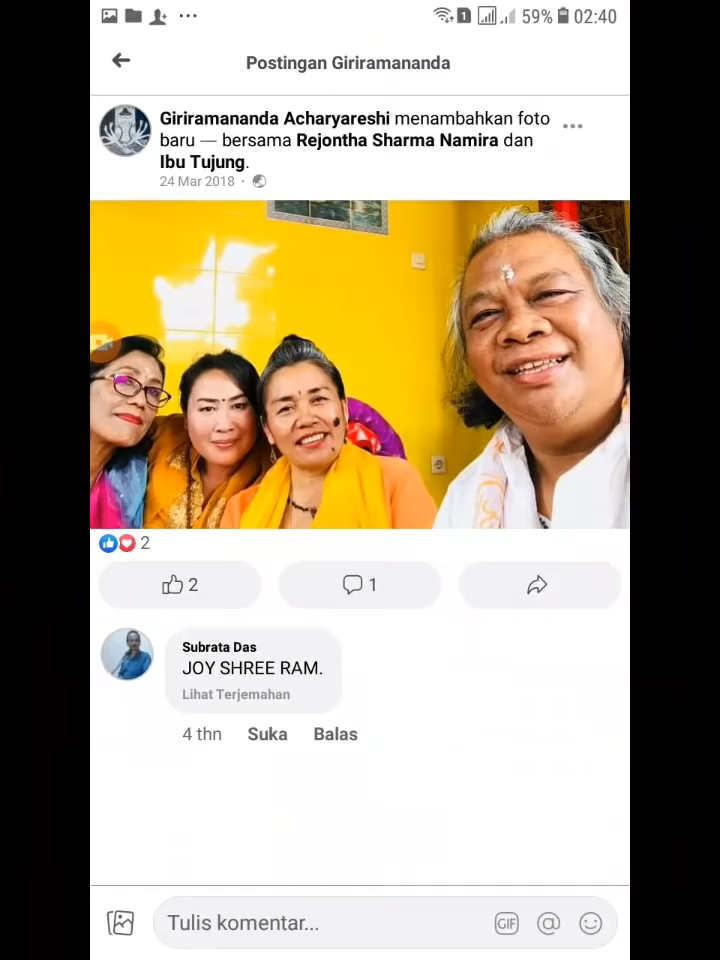 1
59%
02:40
Postingan Giriramananda
Giriramananda Acharyareshi menambahkan foto
baru — bersama Rejontha Sharma Namira dan
Ibu Tujung.
24 Mar 2018 ·
2
2
1
Subrata Das
JOY SHREE RAM.
Lihat Terjemahan
4 thn Suka Balas
Tulis komentar...
GIF